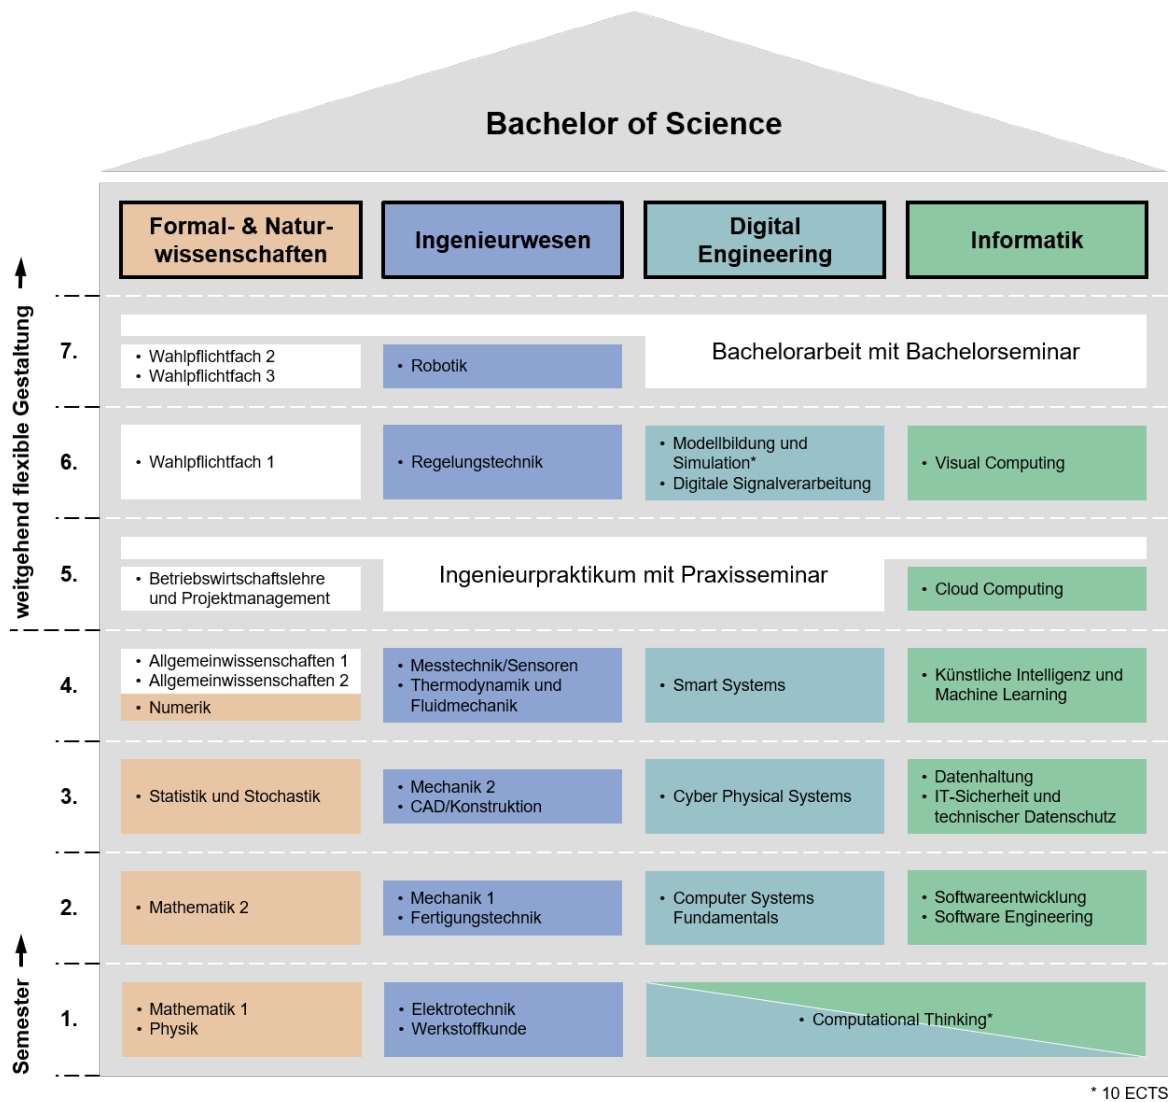 Bachelor of Science
Formal- & Natur-
wissenschaften
Ingenieurwesen
Digital
Engineering
Informatik
weitgehend flexible Gestaltung
7.
Bachelorarbeit mit Bachelorseminar
• Wahlpflichtfach 2
• Wahlpflichtfach 3
• Robotik
6.
• Wahlpflichtfach 1
• Regelungstechnik
• Modellbildung und
Simulation*
• Digitale Signalverarbeitung
• Visual Computing
5.
Ingenieurpraktikum mit Praxisseminar
• Betriebswirtschaftslehre
und Projektmanagement
• Cloud Computing
4.
• Allgemeinwissenschaften 1
• Allgemeinwissenschaften 2
• Numerik
• Messtechnik/Sensoren
• Thermodynamik und
Fluidmechanik
• Smart Systems
• Künstliche Intelligenz und
Machine Learning
3.
• Statistik und Stochastik
• Mechanik 2
• CAD/Konstruktion
• Cyber Physical Systems
• Datenhaltung
• IT-Sicherheit und
technischer Datenschutz
2.
• Mathematik 2
• Mechanik 1
• Fertigungstechnik
• Computer Systems
Fundamentals
• Softwareentwicklung
• Software Engineering
Semester
1.
• Mathematik 1
• Physik
• Elektrotechnik
• Werkstoffkunde
• Computational Thinking*
* 10 ECTS